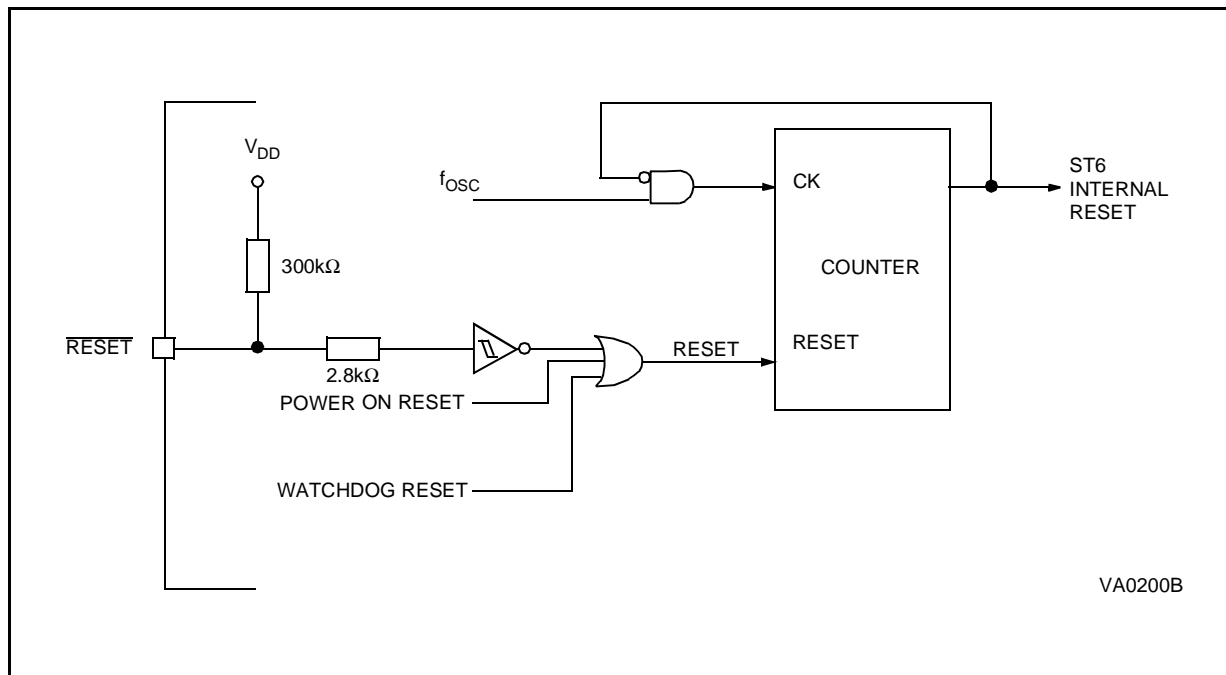 V_DD
f_OSC
CK
ST6
INTERNAL
RESET
300kΩ
COUNTER
RESET
RESET
RESET
2.8kΩ
POWER ON RESET
WATCHDOG RESET
VA0200B